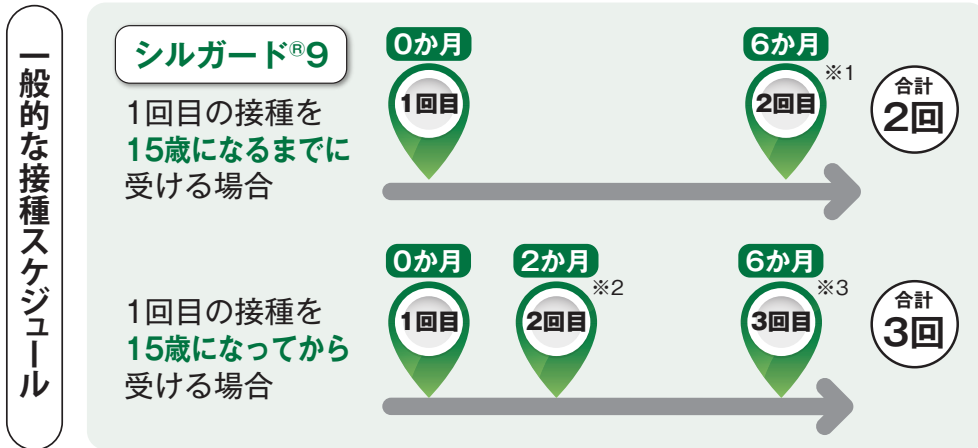 一般的な接種スケジュール
シルガード®9
1回目の接種を
15歳になるまでに
受ける場合
0か月
1回目
6か月
※1
2回目
合計
2回
1回目の接種を
15歳になってから
受ける場合
0か月
1回目
2か月
※2
2回目
6か月
※3
3回目
合計
3回